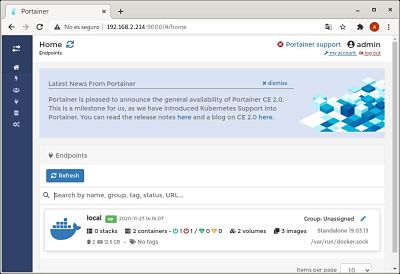 Portainer
No es seguro | 192.168.2.214:9000/#/home
Home
Endpoints
Portainer support
admin
my account
log out
Latest News From Portainer
dismiss
Portainer is pleased to announce the general availability of Portainer CE 2.0.
This is a milestone for us, as we have introduced Kubernetes Support into
Portainer. You can read the release notes here and a blog on CE 2.0 here.
Endpoints
Refresh
Search by name, group, tag, status, URL...
local up 2020-11-27 14:16:07
Group: Unassigned
0 stacks 2 containers - 1 1 / 0 0 2 volumes 3 images
Standalone 19.03.13
2 12.5 GB - No tags
/var/run/docker.sock
Items per page 10